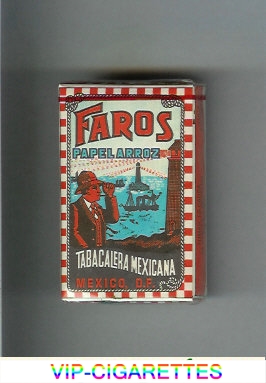 FAROS
PAPEL ARROZ
TABACALERA MEXICANA
MEXICO, D.F.
VIP-CIGARETTES